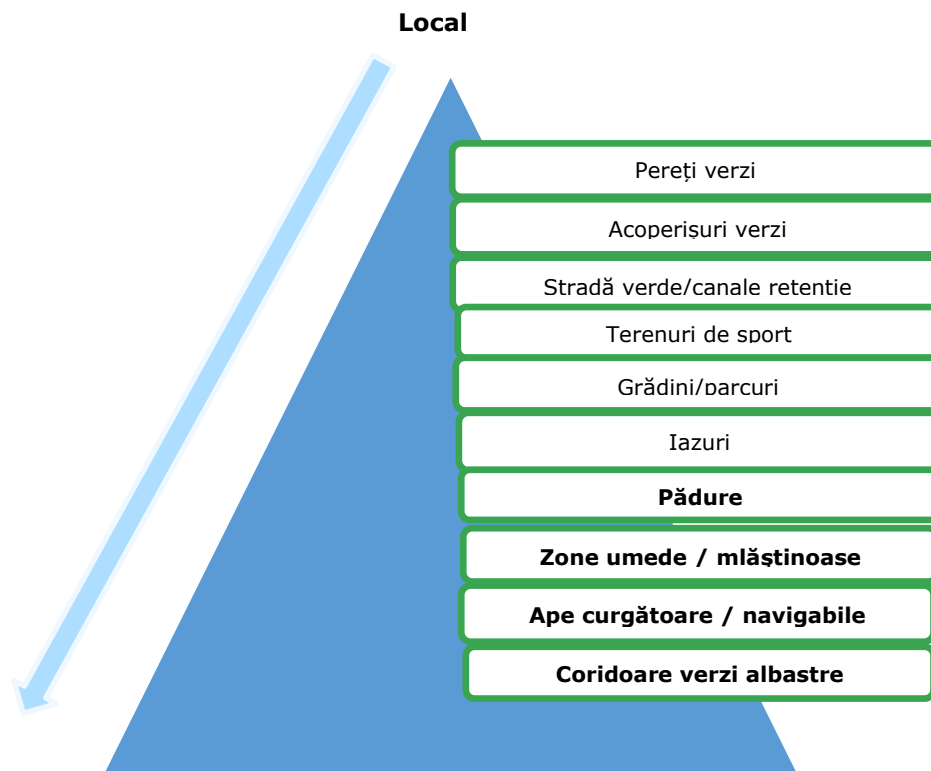 Local
Pereți verzi
Acoperișuri verzi
Stradă verde/canale retentie
Terenuri de sport
Grădini/parcuri
Iazuri
Pădure
Zone umede / mlăștinoase
Ape curgătoare / navigabile
Coridoare verzi albastre